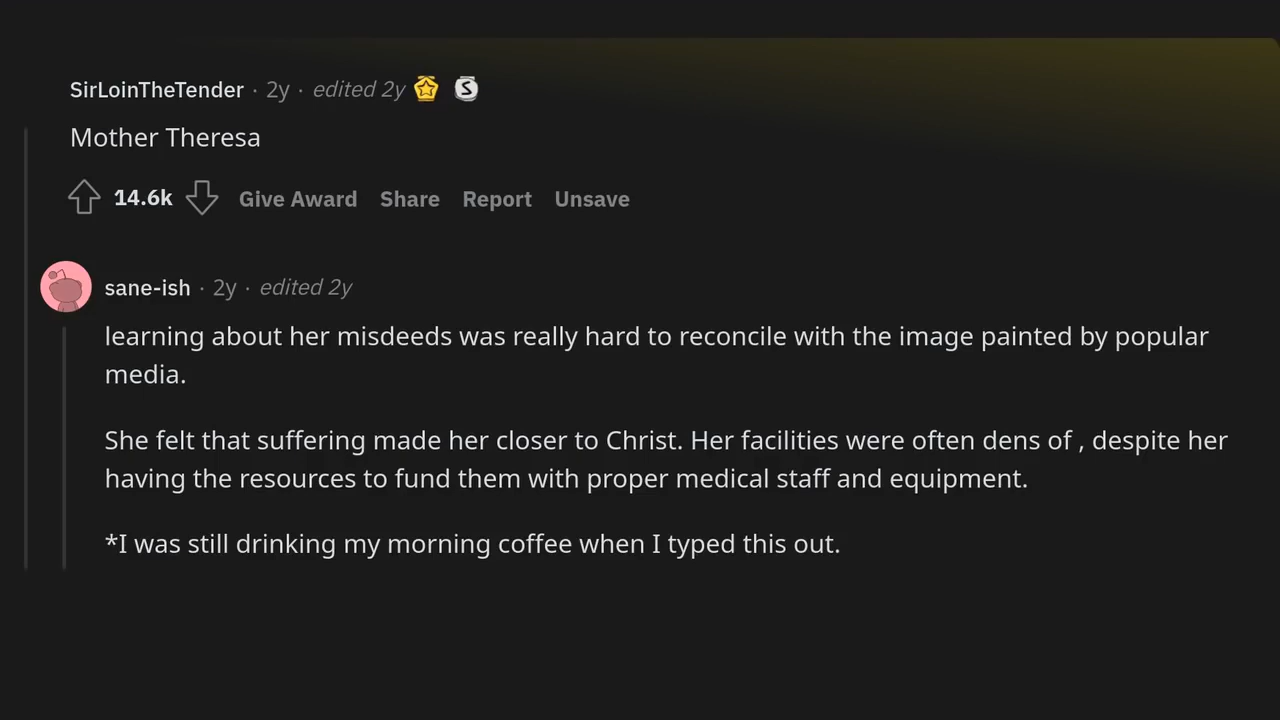 SirLoinTheTender · 2y · edited 2y
Mother Theresa
14.6k Give Award Share Report Unsave
sane-ish · 2y · edited 2y
learning about her misdeeds was really hard to reconcile with the image painted by popular
media.
She felt that suffering made her closer to Christ. Her facilities were often dens of , despite her
having the resources to fund them with proper medical staff and equipment.
*I was still drinking my morning coffee when I typed this out.